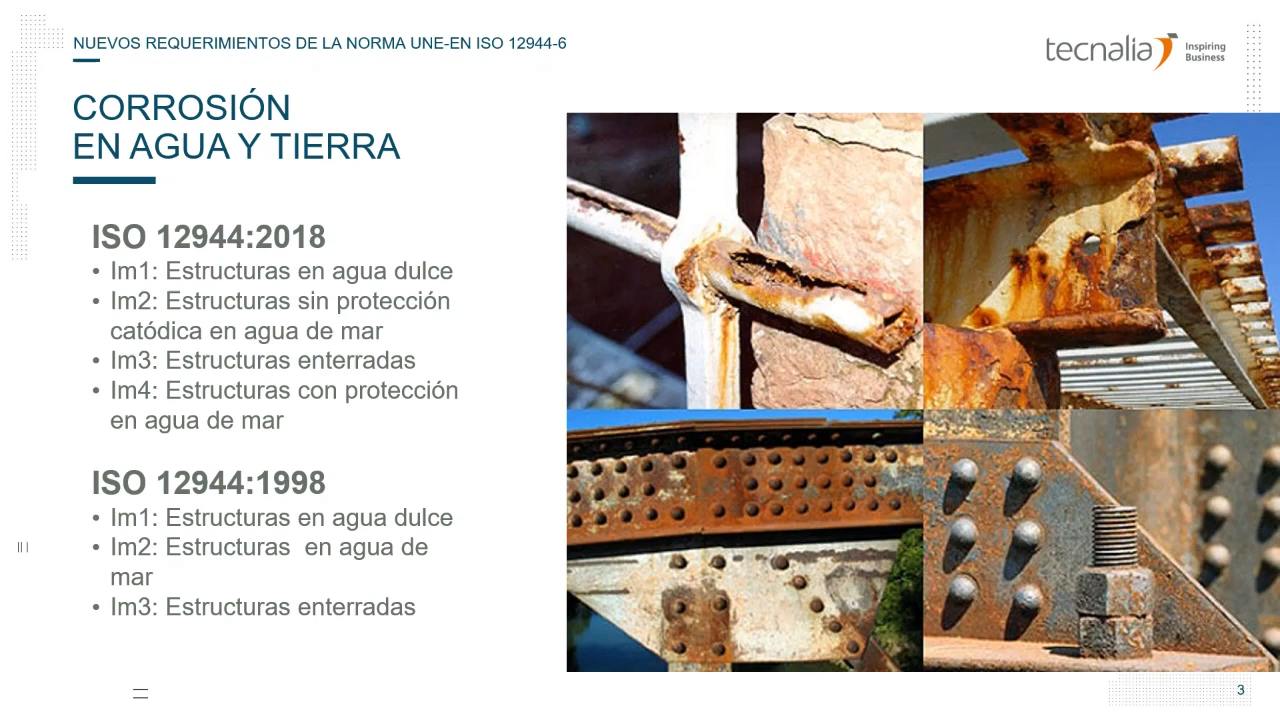 NUEVOS REQUERIMIENTOS DE LA NORMA UNE-EN ISO 12944-6
tecnalia Inspiring
Business
CORROSIÓN
EN AGUA Y TIERRA
ISO 12944:2018
• Im1: Estructuras en agua dulce
• Im2: Estructuras sin protección
catódica en agua de mar
• Im3: Estructuras enterradas
• Im4: Estructuras con protección
en agua de mar
ISO 12944:1998
• Im1: Estructuras en agua dulce
• Im2: Estructuras  en agua de
mar
• Im3: Estructuras enterradas
3